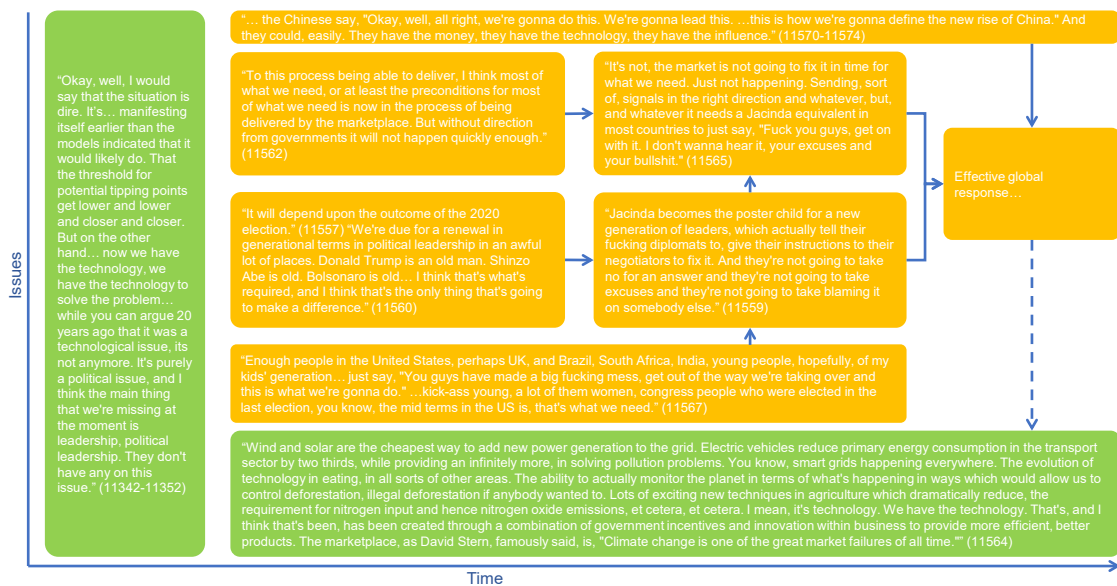 "… the Chinese say, "Okay, well, all right, we're gonna do this. We're gonna lead this. …this is how we're gonna define the new rise of China." And
they could, easily. They have the money, they have the technology, they have the influence." (11570-11574)
"Okay, well, I would
say that the situation is
dire. It's… manifesting
itself earlier than the
models indicated that it
would likely do. That
the threshold for
potential tipping points
get lower and lower
and closer and closer.
But on the other
hand… now we have
the technology, we
have the technology to
solve the problem…
while you can argue 20
years ago that it was a
technological issue, its
not anymore. It's purely
a political issue, and I
think the main thing
that we're missing at
the moment is
leadership, political
leadership. They don't
have any on this
issue." (11342-11352)
"To this process being able to deliver, I think most of
what we need, or at least the preconditions for most
of what we need is now in the process of being
delivered by the marketplace. But without direction
from governments it will not happen quickly enough."
(11562)
"It's not, the market is not going to fix it in time for
what we need. Just not happening. Sending, sort
of, signals in the right direction and whatever, but,
and whatever it needs a Jacinda equivalent in
most countries to just say, "Fuck you guys, get on
with it. I don't wanna hear it, your excuses and
your bullshit." (11565)
Effective global
response…
"It will depend upon the outcome of the 2020
election." (11557) "We're due for a renewal in
generational terms in political leadership in an awful
lot of places. Donald Trump is an old man. Shinzo
Abe is old. Bolsonaro is old… I think that's what's
required, and I think that's the only thing that's going
to make a difference." (11560)
"Jacinda becomes the poster child for a new
generation of leaders, which actually tell their
fucking diplomats to, give their instructions to their
negotiators to fix it. And they're not going to take
no for an answer and they're not going to take
excuses and they're not going to take blaming it
on somebody else." (11559)
"Enough people in the United States, perhaps UK, and Brazil, South Africa, India, young people, hopefully, of my
kids' generation… just say, "You guys have made a big fucking mess, get out of the way we're taking over and
this is what we're gonna do." …kick-ass young, a lot of them women, congress people who were elected in the
last election, you know, the mid terms in the US is, that's what we need." (11567)
"Wind and solar are the cheapest way to add new power generation to the grid. Electric vehicles reduce primary energy consumption in the transport
sector by two thirds, while providing an infinitely more, in solving pollution problems. You know, smart grids happening everywhere. The evolution of
technology in eating, in all sorts of other areas. The ability to actually monitor the planet in terms of what's happening in ways which would allow us to
control deforestation, illegal deforestation if anybody wanted to. Lots of exciting new techniques in agriculture which dramatically reduce, the
requirement for nitrogen input and hence nitrogen oxide emissions, et cetera, et cetera. I mean, it's technology. We have the technology. That's, and I
think that's been, has been created through a combination of government incentives and innovation within business to provide more efficient, better
products. The marketplace, as David Stern, famously said, is, "Climate change is one of the great market failures of all time."" (11564)
Issues
Time